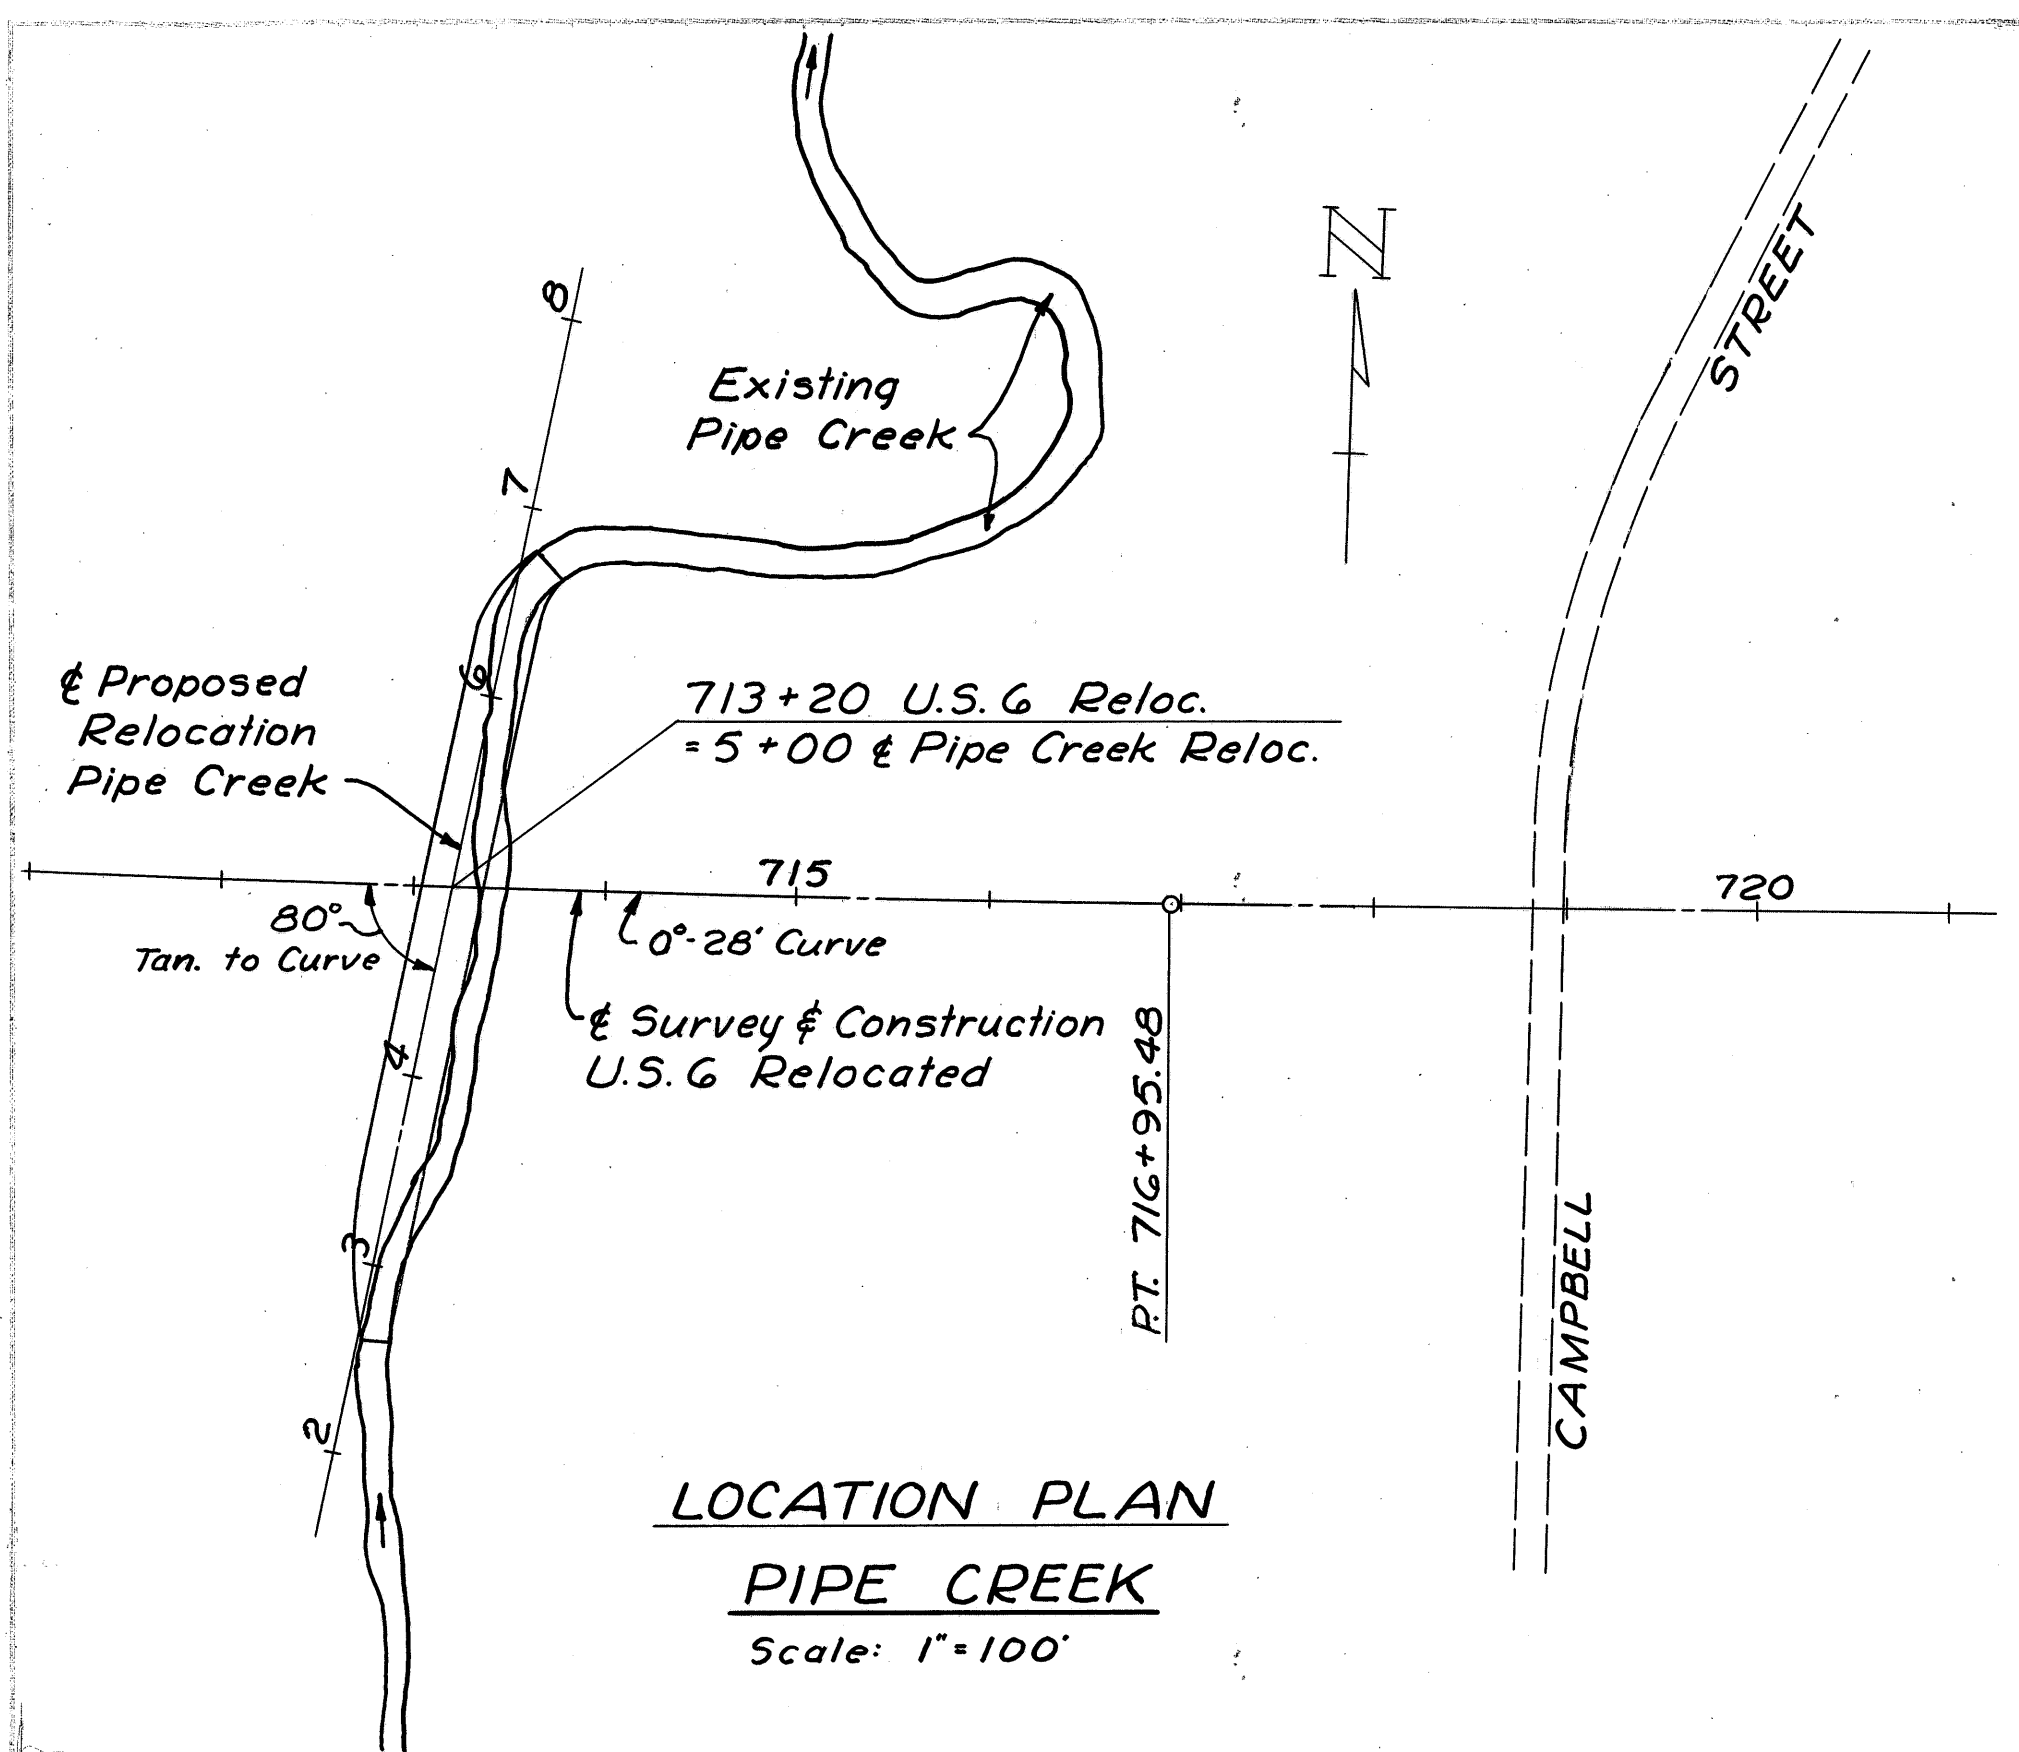 N
STREET
8
Existing
Pipe Creek
7
6
℄ Proposed
Relocation
Pipe Creek
713+20 U.S. 6 Reloc.
= 5+00 ℄ Pipe Creek Reloc.
715
720
80°
Tan. to Curve
0°-28' Curve
℄ Survey & Construction
U.S. 6 Relocated
4
P.T. 716+95.48
3
CAMPBELL
2
LOCATION PLAN
PIPE CREEK
Scale: 1"=100'